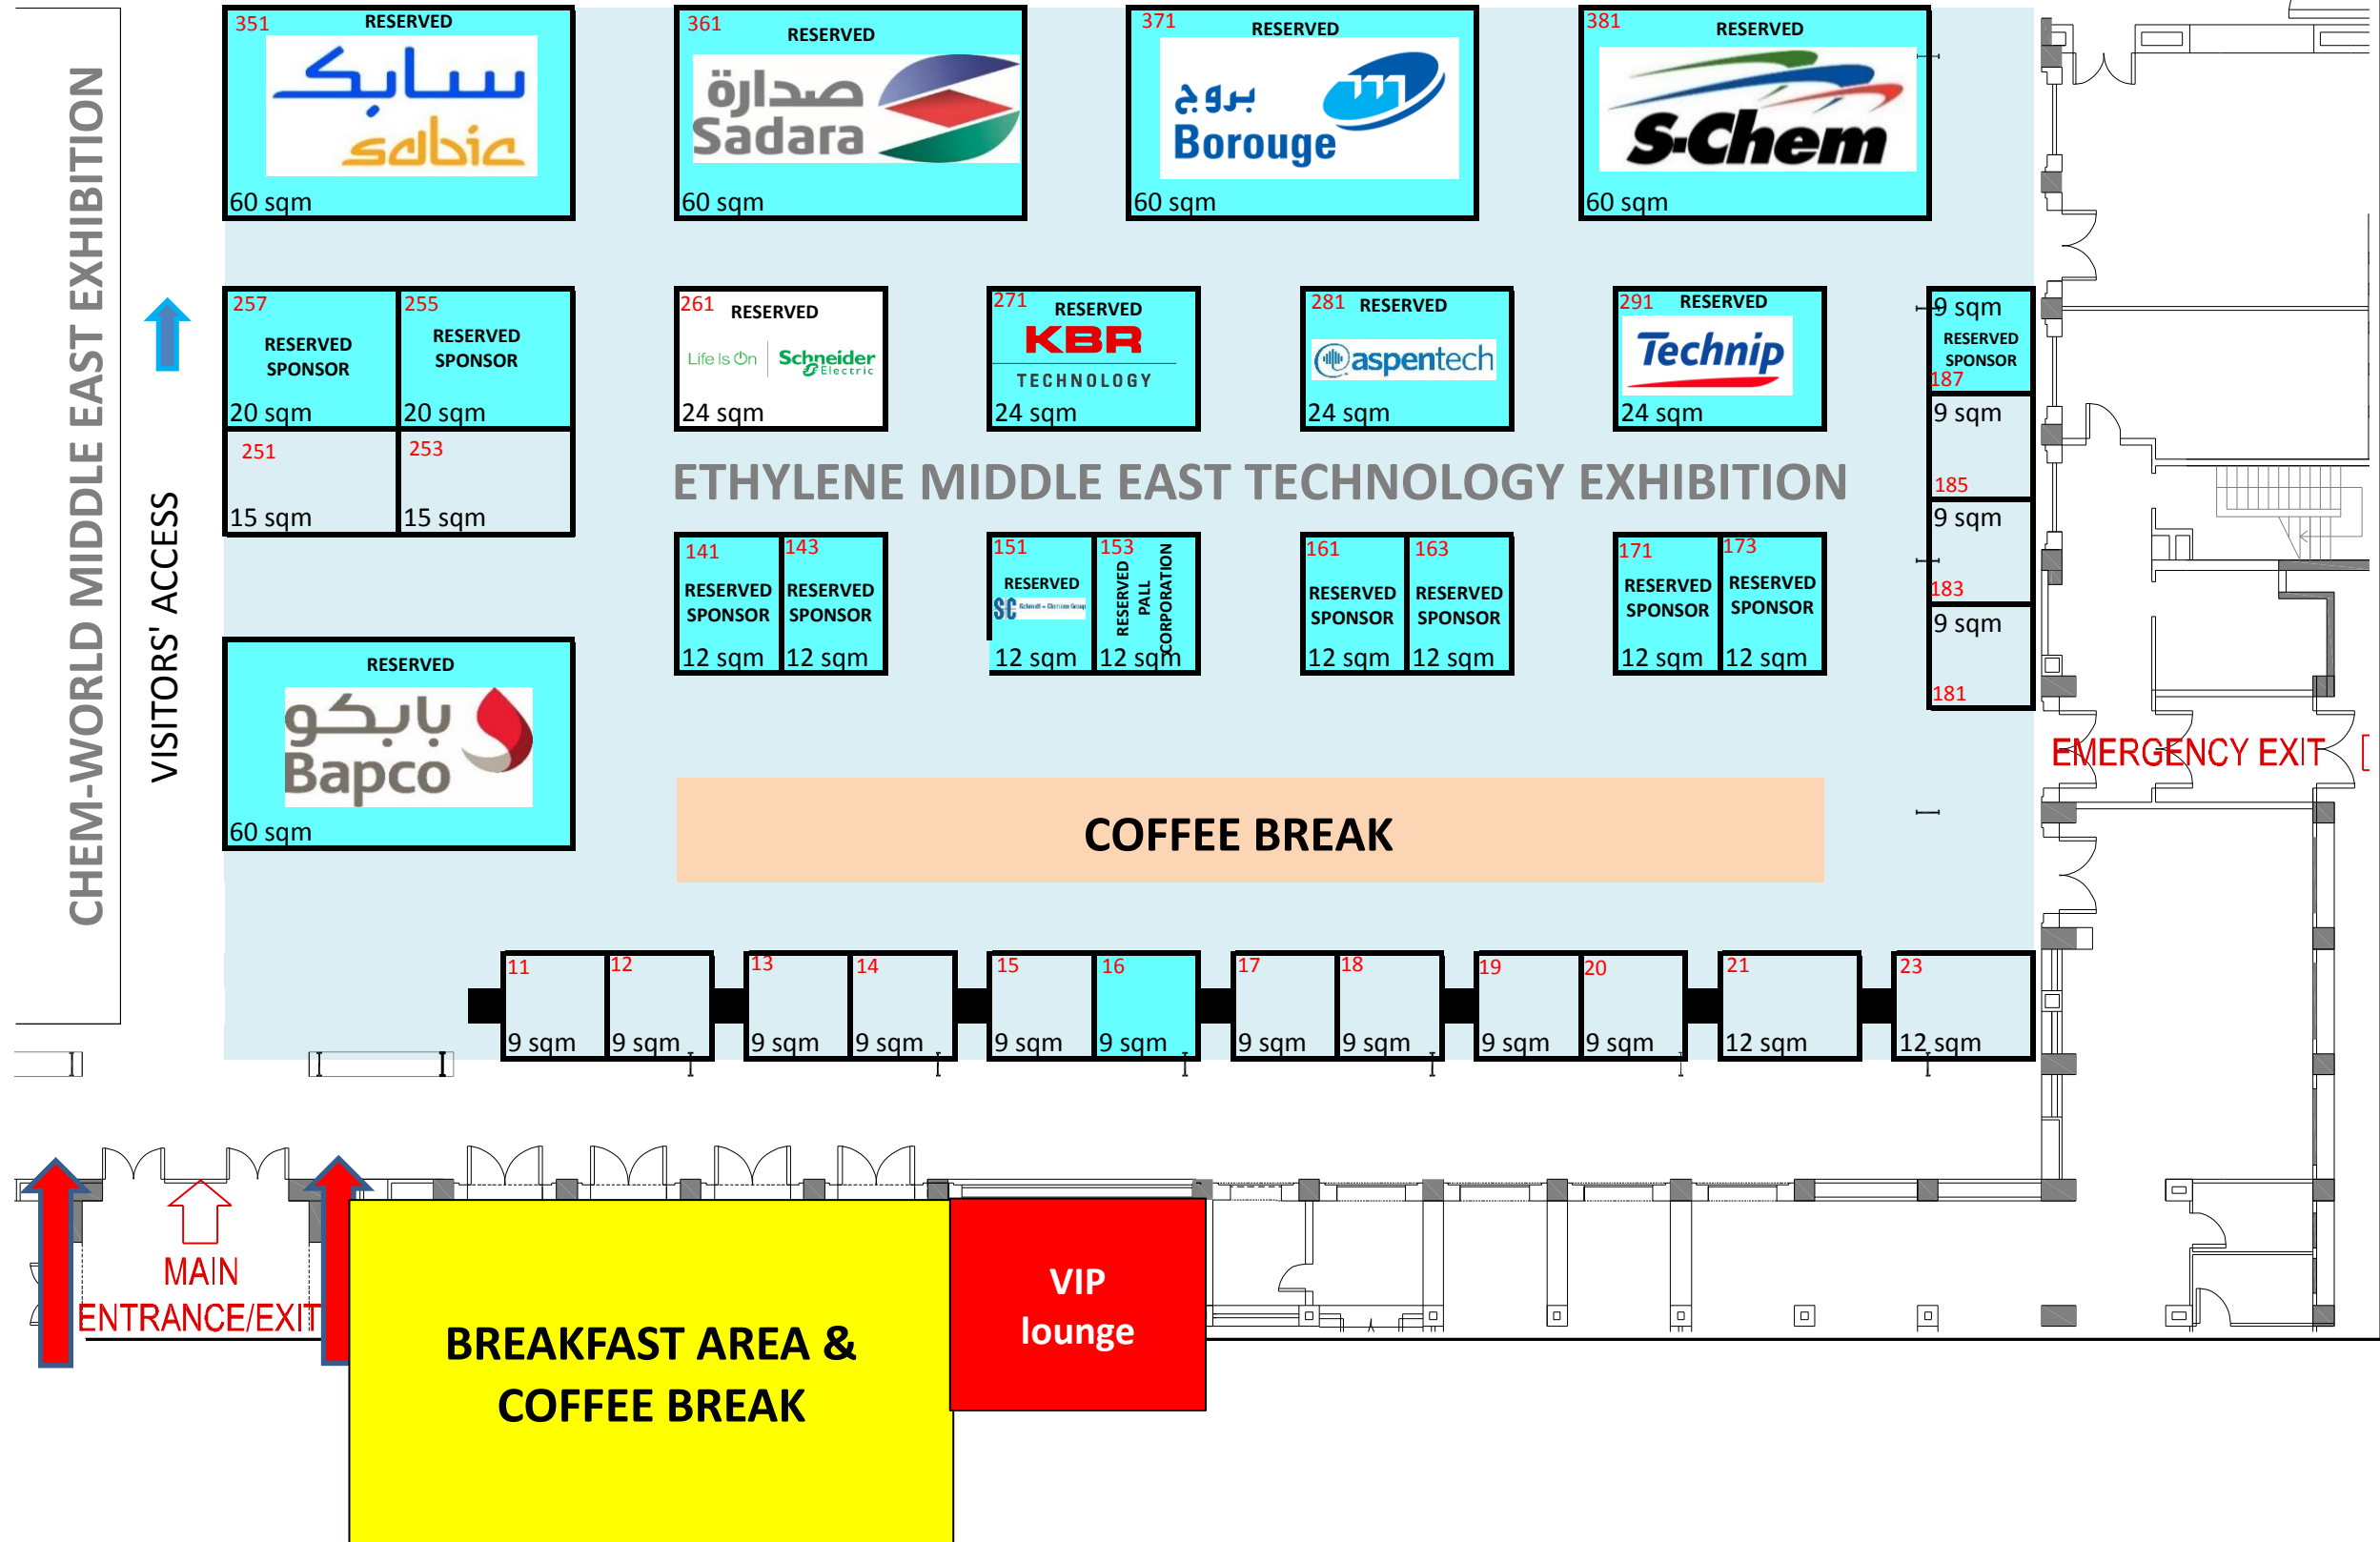 351
RESERVED
سابك
sabic
60 sqm
361
RESERVED
صدارة
Sadara
60 sqm
371
RESERVED
بروج
Borouge
60 sqm
381
RESERVED
S-Chem
60 sqm
CHEM-WORLD MIDDLE EAST EXHIBITION
VISITORS' ACCESS
257
RESERVED
SPONSOR
20 sqm
255
RESERVED
SPONSOR
20 sqm
251
15 sqm
253
15 sqm
261
RESERVED
Life Is On
Schneider
Electric
24 sqm
271
RESERVED
KBR
TECHNOLOGY
24 sqm
281
RESERVED
aspentech
24 sqm
291
RESERVED
Technip
24 sqm
9 sqm
RESERVED
SPONSOR
187
9 sqm
185
9 sqm
183
9 sqm
181
ETHYLENE MIDDLE EAST TECHNOLOGY EXHIBITION
141
RESERVED
SPONSOR
12 sqm
143
RESERVED
SPONSOR
12 sqm
151
RESERVED
S+C Schmidt + Clemens Group
12 sqm
153
RESERVED
PALL
CORPORATION
12 sqm
161
RESERVED
SPONSOR
12 sqm
163
RESERVED
SPONSOR
12 sqm
171
RESERVED
SPONSOR
12 sqm
173
RESERVED
SPONSOR
12 sqm
RESERVED
بابكو
Bapco
60 sqm
EMERGENCY EXIT
COFFEE BREAK
11
9 sqm
12
9 sqm
13
9 sqm
14
9 sqm
15
9 sqm
16
9 sqm
17
9 sqm
18
9 sqm
19
9 sqm
20
9 sqm
21
12 sqm
23
12 sqm
MAIN
ENTRANCE/EXIT
BREAKFAST AREA &
COFFEE BREAK
VIP
lounge